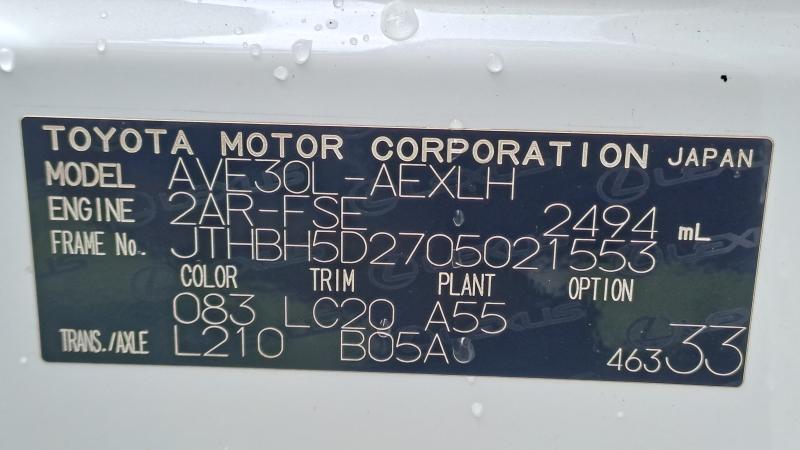 TOYOTA MOTOR CORPORATION JAPAN
MODEL AVE30L-AEXLH
ENGINE 2AR-FSE 2494 mL
FRAME No. JTHBH5D2705021553
COLOR TRIM PLANT OPTION
083 LC20 A55
TRANS./AXLE L210 B05A
46333